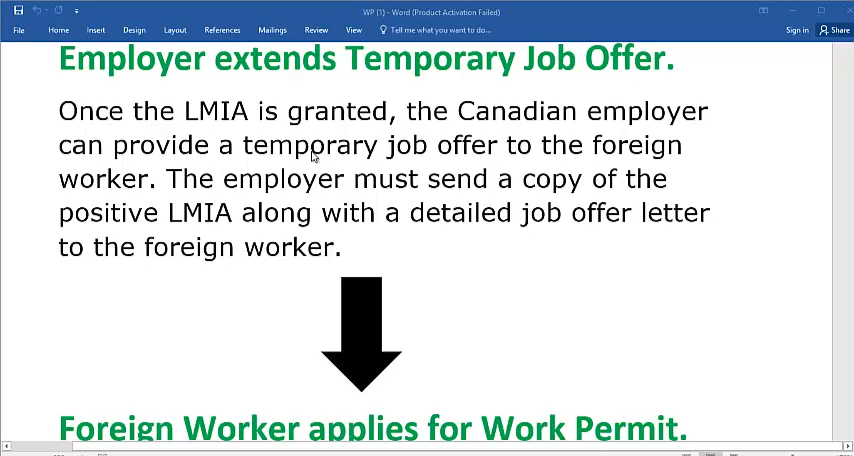 WP (1) - Word (Product Activation Failed)
File Home Insert Design Layout References Mailings Review View Tell me what you want to do... Sign in Share
Employer extends Temporary Job Offer.
Once the LMIA is granted, the Canadian employer
can provide a temporary job offer to the foreign
worker. The employer must send a copy of the
positive LMIA along with a detailed job offer letter
to the foreign worker.
Foreign Worker applies for Work Permit.